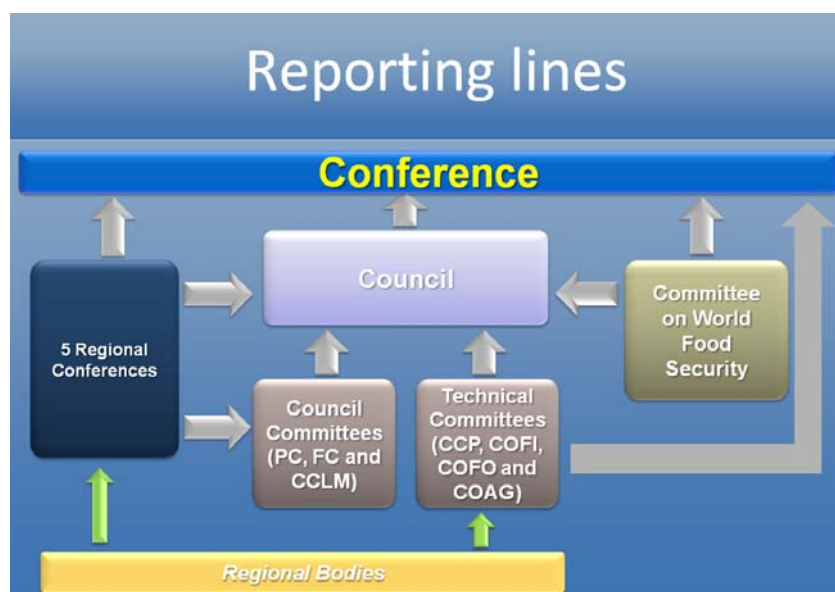 Reporting lines
Conference
Council
5 Regional
Conferences
Committee
on World
Food
Security
Council
Committees
(PC, FC and
CCLM)
Technical
Committees
(CCP, COFI,
COFO and
COAG)
Regional Bodies